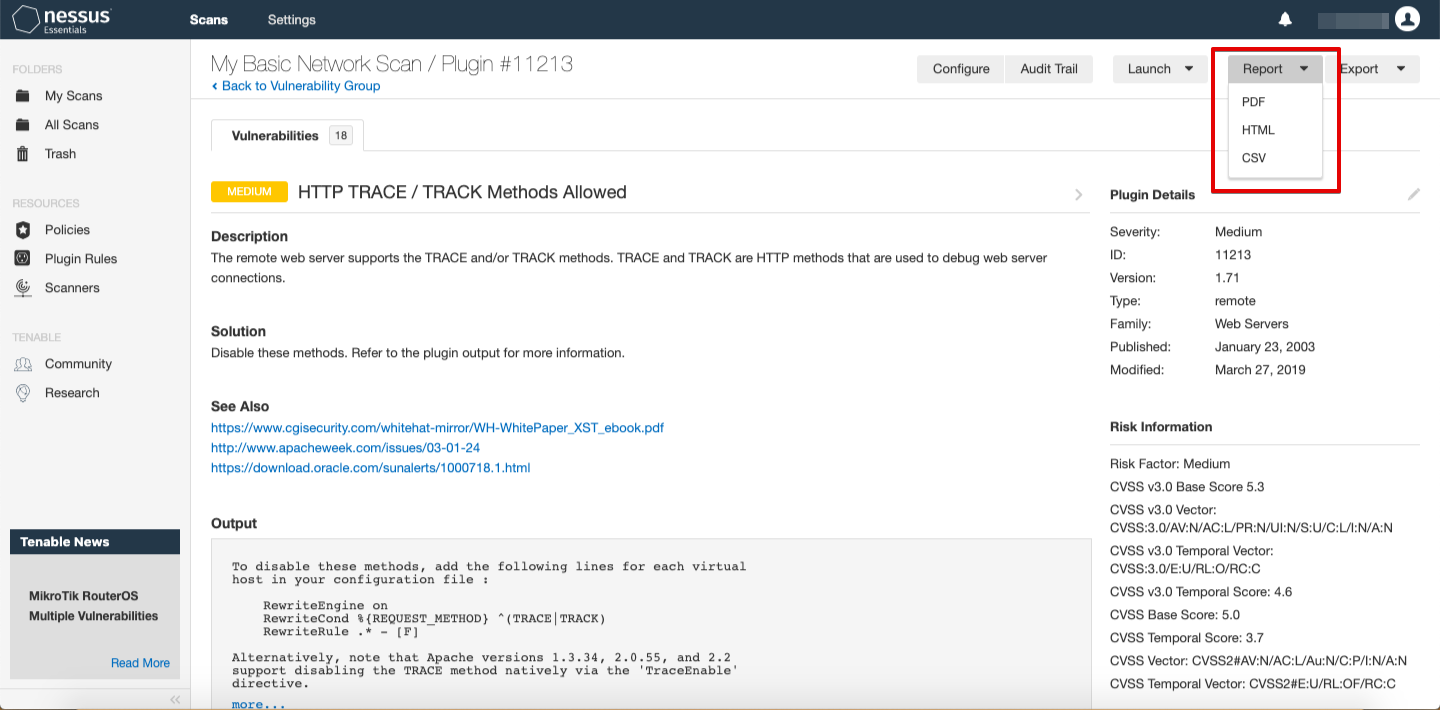 nessus
Essentials
Scans
Settings
FOLDERS
My Scans
All Scans
Trash
RESOURCES
Policies
Plugin Rules
Scanners
TENABLE
Community
Research
Tenable News
MikroTik RouterOS
Multiple Vulnerabilities
Read More
My Basic Network Scan / Plugin #11213
‹ Back to Vulnerability Group
Configure
Audit Trail
Launch
Report
Export
PDF
HTML
CSV
Vulnerabilities 18
MEDIUM HTTP TRACE / TRACK Methods Allowed
Description
The remote web server supports the TRACE and/or TRACK methods. TRACE and TRACK are HTTP methods that are used to debug web server
connections.
Solution
Disable these methods. Refer to the plugin output for more information.
See Also
https://www.cgisecurity.com/whitehat-mirror/WH-WhitePaper_XST_ebook.pdf
http://www.apacheweek.com/issues/03-01-24
https://download.oracle.com/sunalerts/1000718.1.html
Output
To disable these methods, add the following lines for each virtual
host in your configuration file :
RewriteEngine on
RewriteCond %{REQUEST_METHOD} ^(TRACE|TRACK)
RewriteRule .* - [F]
Alternatively, note that Apache versions 1.3.34, 2.0.55, and 2.2
support disabling the TRACE method natively via the 'TraceEnable'
directive.
more...
Plugin Details
Severity: Medium
ID: 11213
Version: 1.71
Type: remote
Family: Web Servers
Published: January 23, 2003
Modified: March 27, 2019
Risk Information
Risk Factor: Medium
CVSS v3.0 Base Score 5.3
CVSS v3.0 Vector:
CVSS:3.0/AV:N/AC:L/PR:N/UI:N/S:U/C:L/I:N/A:N
CVSS v3.0 Temporal Vector:
CVSS:3.0/E:U/RL:O/RC:C
CVSS v3.0 Temporal Score: 4.6
CVSS Base Score: 5.0
CVSS Temporal Score: 3.7
CVSS Vector: CVSS2#AV:N/AC:L/Au:N/C:P/I:N/A:N
CVSS Temporal Vector: CVSS2#E:U/RL:OF/RC:C